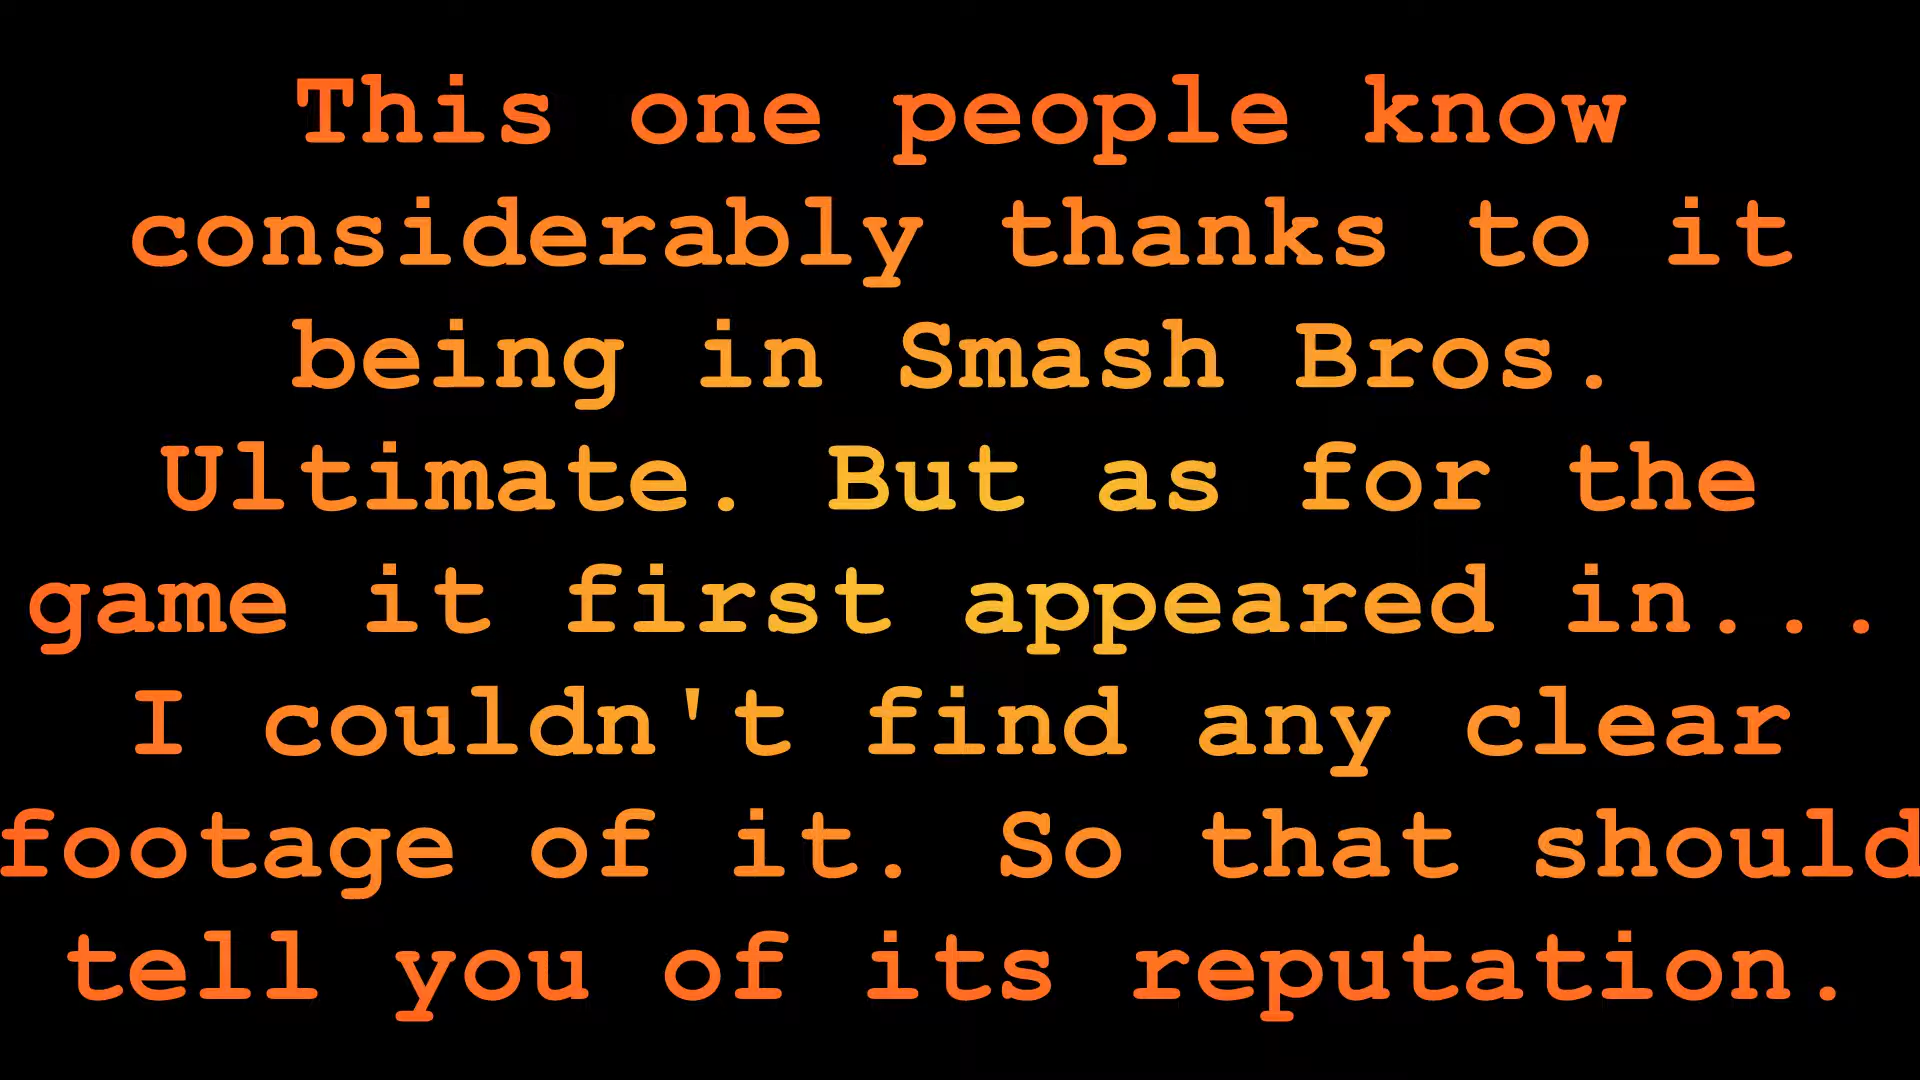 This one people know
considerably thanks to it
being in Smash Bros.
Ultimate. But as for the
game it first appeared in...
I couldn't find any clear
footage of it. So that should
tell you of its reputation.